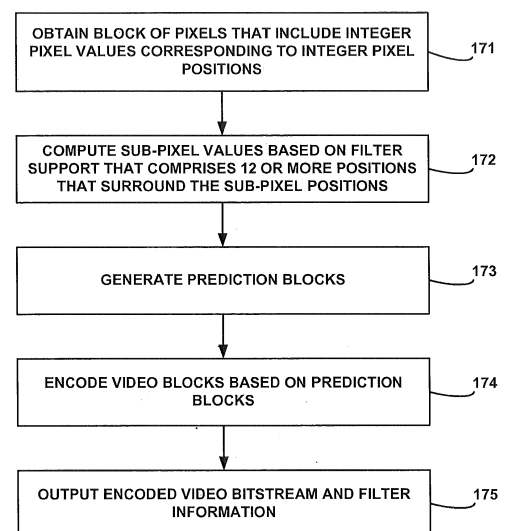 OBTAIN BLOCK OF PIXELS THAT INCLUDE INTEGER
PIXEL VALUES CORRESPONDING TO INTEGER PIXEL
POSITIONS
171
COMPUTE SUB-PIXEL VALUES BASED ON FILTER
SUPPORT THAT COMPRISES 12 OR MORE POSITIONS
THAT SURROUND THE SUB-PIXEL POSITIONS
172
GENERATE PREDICTION BLOCKS
173
ENCODE VIDEO BLOCKS BASED ON PREDICTION
BLOCKS
174
OUTPUT ENCODED VIDEO BITSTREAM AND FILTER
INFORMATION
175